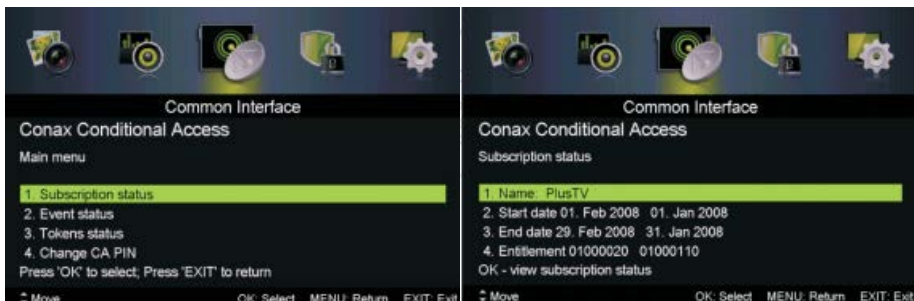 Common Interface
Conax Conditional Access
Main menu
1. Subscription status
2. Event status
3. Tokens status
4. Change CA PIN
Press 'OK' to select; Press 'EXIT' to return
Move OK: Select MENU: Return EXIT: Exit
Common Interface
Conax Conditional Access
Subscription status
1. Name: PlusTV
2. Start date 01. Feb 2008 01. Jan 2008
3. End date 29. Feb 2008 31. Jan 2008
4. Entitlement 01000020 01000110
OK - view subscription status
Move OK: Select MENU: Return EXIT: Exit